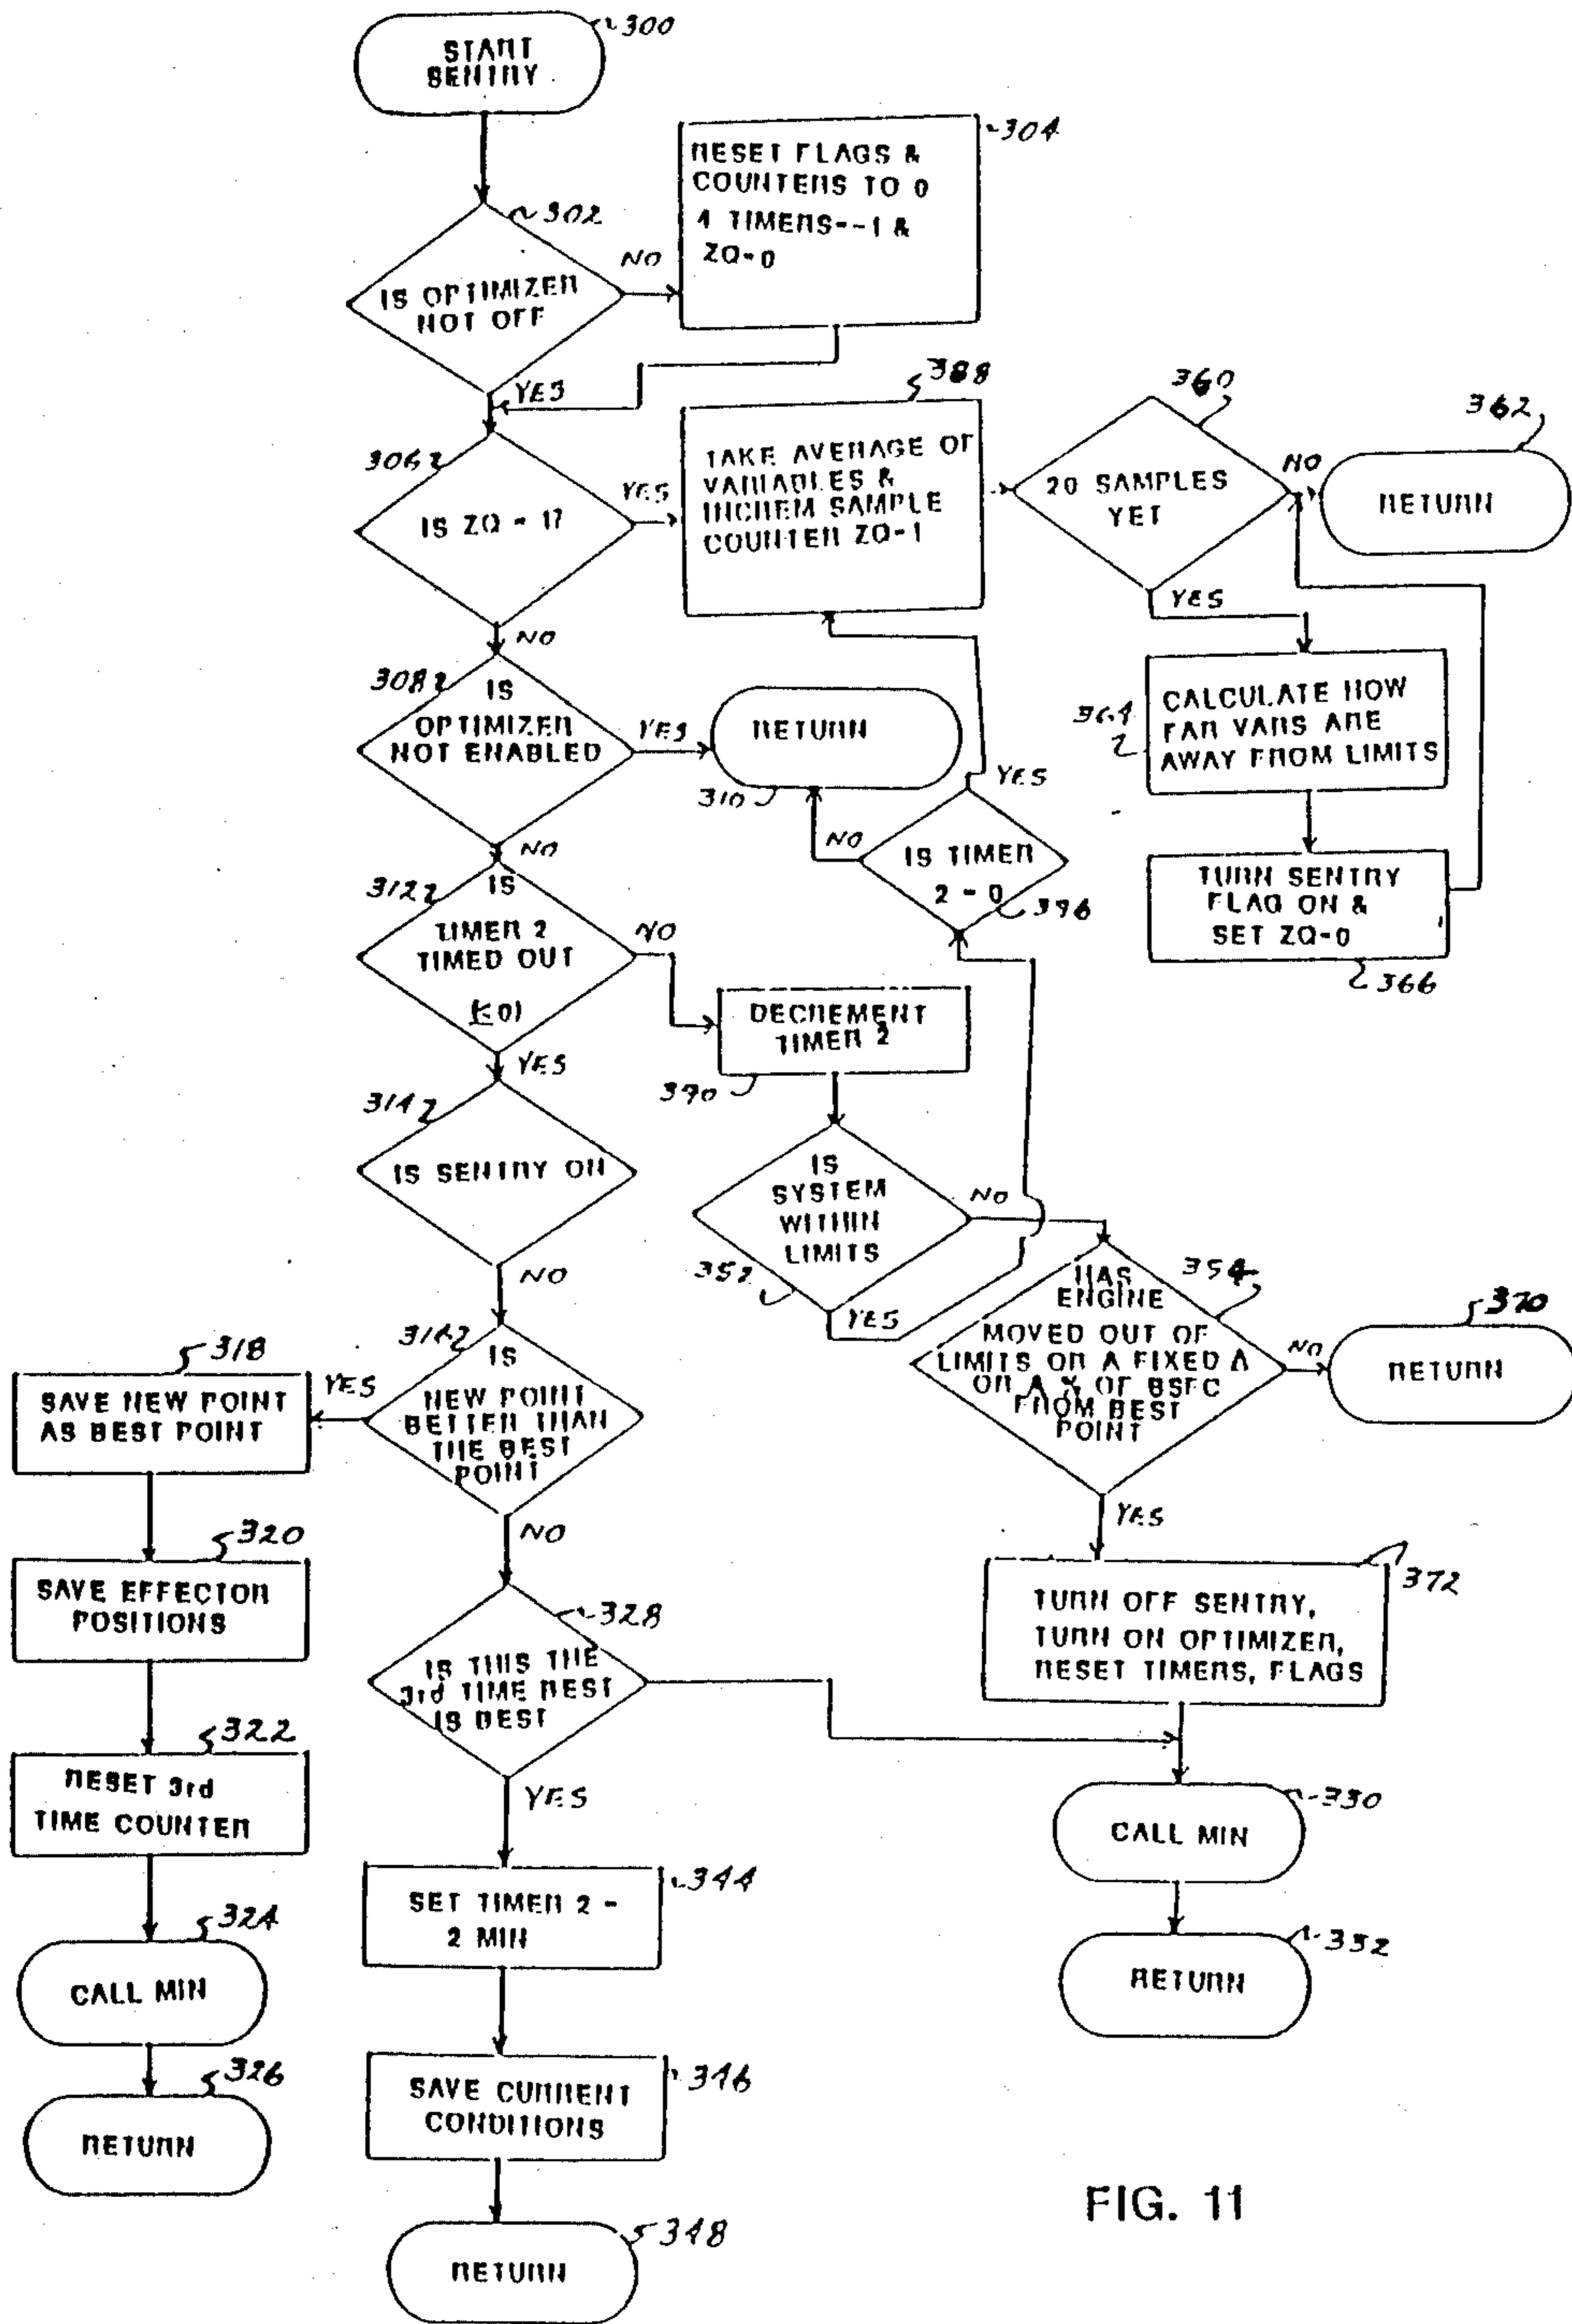 START
SENTRY
300
302
IS OPTIMIZER
NOT OFF
NO
YES
304
RESET FLAGS &
COUNTERS TO 0
4 TIMERS=-1 &
ZQ=0
306
IS ZQ = 1?
YES
NO
388
TAKE AVERAGE OF
VARIABLES &
INCREM SAMPLE
COUNTER ZQ=1
360
20 SAMPLES
YET
NO
YES
362
RETURN
364
CALCULATE HOW
FAR VARS ARE
AWAY FROM LIMITS
TURN SENTRY
FLAG ON &
SET ZQ=0
366
308
IS
OPTIMIZER
NOT ENABLED
YES
NO
RETURN
310
IS TIMER
2 = 0
NO
YES
396
312
IS
TIMER 2
TIMED OUT
(≤0)
NO
YES
DECREMENT
TIMER 2
390
314
IS SENTRY ON
NO
IS
SYSTEM
WITHIN
LIMITS
352
NO
YES
354
HAS
ENGINE
MOVED OUT OF
LIMITS OR A FIXED Δ
OR A % OF BSFC
FROM BEST
POINT
NO
YES
370
RETURN
316
IS
NEW POINT
BETTER THAN
THE BEST
POINT
YES
NO
318
SAVE NEW POINT
AS BEST POINT
320
SAVE EFFECTOR
POSITIONS
322
RESET 3rd
TIME COUNTER
324
CALL MIN
326
RETURN
328
IS THIS THE
3rd TIME BEST
IS BEST
YES
372
TURN OFF SENTRY,
TURN ON OPTIMIZER,
RESET TIMERS, FLAGS
330
CALL MIN
332
RETURN
344
SET TIMER 2 =
2 MIN
346
SAVE CURRENT
CONDITIONS
348
RETURN
FIG. 11